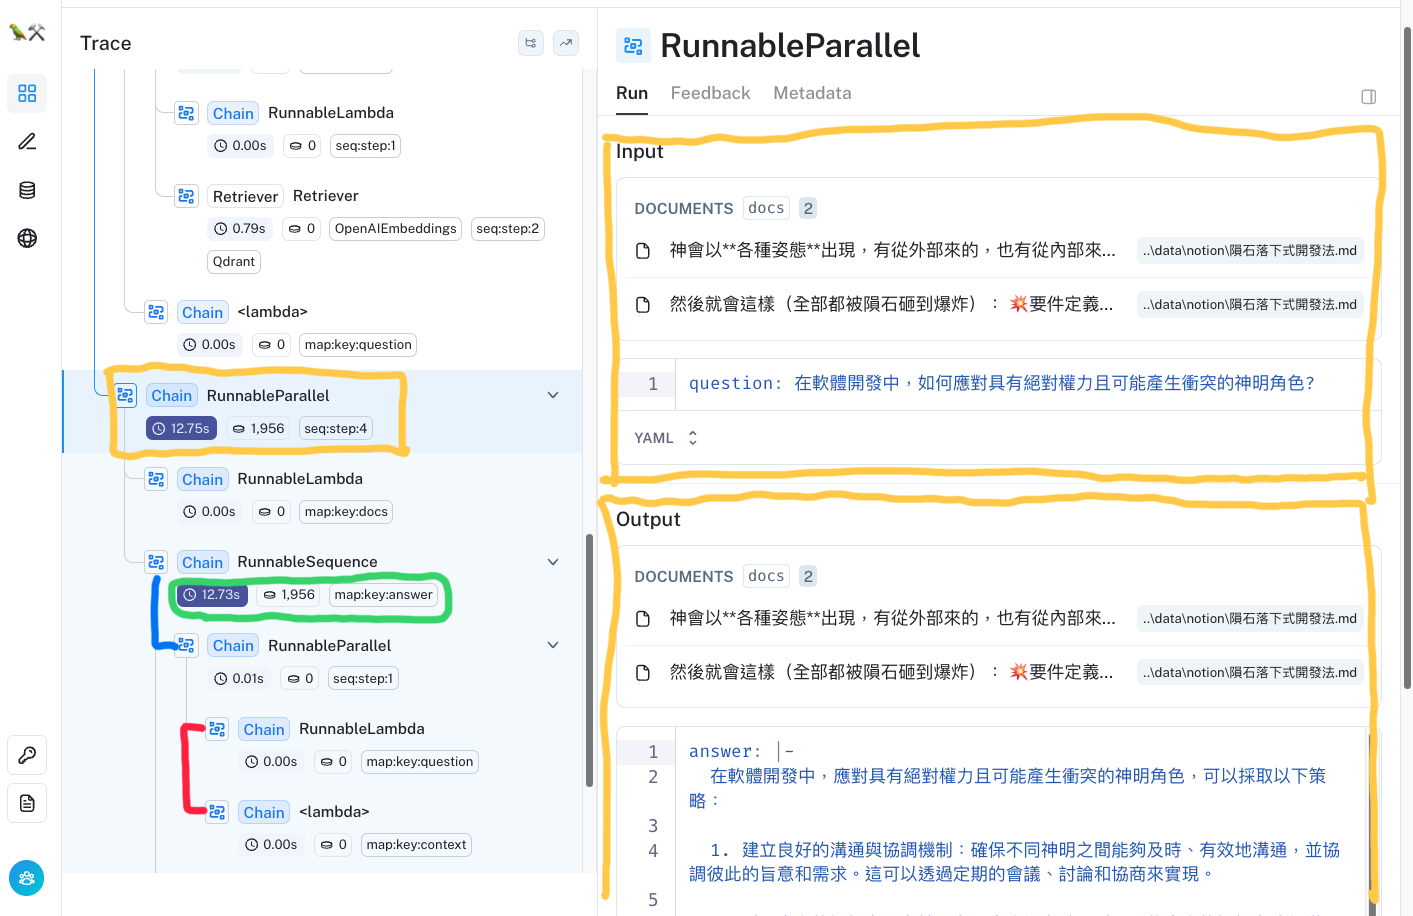 Trace
Chain RunnableLambda
0.00s 0 seq:step:1
Retriever Retriever
0.79s 0 OpenAIEmbeddings seq:step:2
Qdrant
Chain <lambda>
0.00s 0 map:key:question
Chain RunnableParallel
12.75s 1,956 seq:step:4
Chain RunnableLambda
0.00s 0 map:key:docs
Chain RunnableSequence
12.73s 1,956 map:key:answer
Chain RunnableParallel
0.01s 0 seq:step:1
Chain RunnableLambda
0.00s 0 map:key:question
Chain <lambda>
0.00s 0 map:key:context
RunnableParallel
Run Feedback Metadata
Input
DOCUMENTS docs 2
神會以**各種姿態**出現，有從外部來的，也有從內部來... ..\data\notion\隕石落下式開發法.md
然後就會這樣（全部都被隕石砸到爆炸）： 💥要件定義... ..\data\notion\隕石落下式開發法.md
1 question: 在軟體開發中，如何應對具有絕對權力且可能產生衝突的神明角色?
YAML
Output
DOCUMENTS docs 2
神會以**各種姿態**出現，有從外部來的，也有從內部來... ..\data\notion\隕石落下式開發法.md
然後就會這樣（全部都被隕石砸到爆炸）： 💥要件定義... ..\data\notion\隕石落下式開發法.md
1 answer: |-
2 在軟體開發中，應對具有絕對權力且可能產生衝突的神明角色，可以採取以下策
略：
3
4 1. 建立良好的溝通與協調機制：確保不同神明之間能夠及時、有效地溝通，並協
調彼此的旨意和需求。這可以透過定期的會議、討論和協商來實現。
5